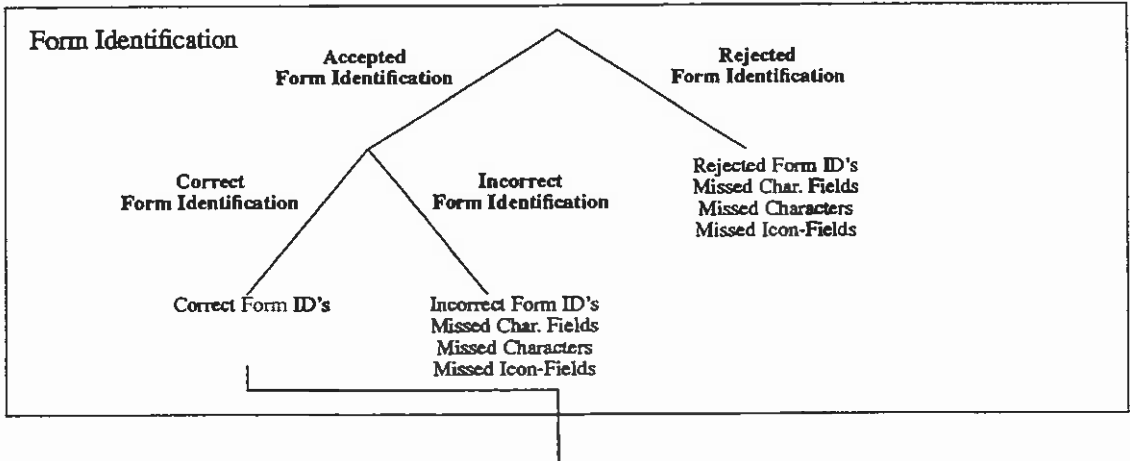 Form Identification
Accepted
Form Identification
Rejected
Form Identification
Correct
Form Identification
Incorrect
Form Identification
Rejected Form ID's
Missed Char. Fields
Missed Characters
Missed Icon-Fields
Correct Form ID's
Incorrect Form ID's
Missed Char. Fields
Missed Characters
Missed Icon-Fields